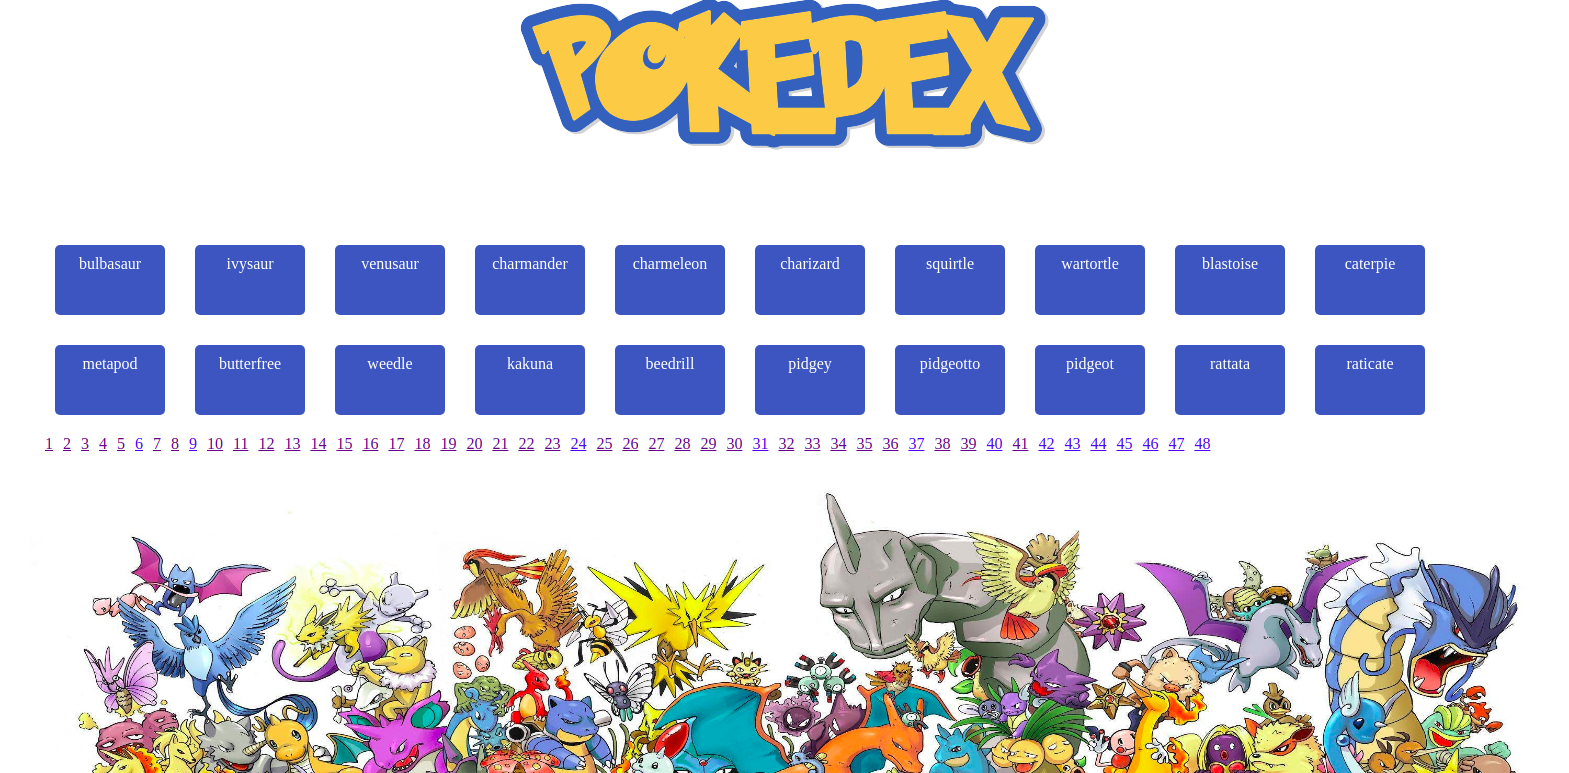 POKEDEX
bulbasaur ivysaur venusaur charmander charmeleon charizard squirtle wartortle blastoise caterpie
metapod butterfree weedle kakuna beedrill pidgey pidgeotto pidgeot rattata raticate
1 2 3 4 5 6 7 8 9 10 11 12 13 14 15 16 17 18 19 20 21 22 23 24 25 26 27 28 29 30 31 32 33 34 35 36 37 38 39 40 41 42 43 44 45 46 47 48